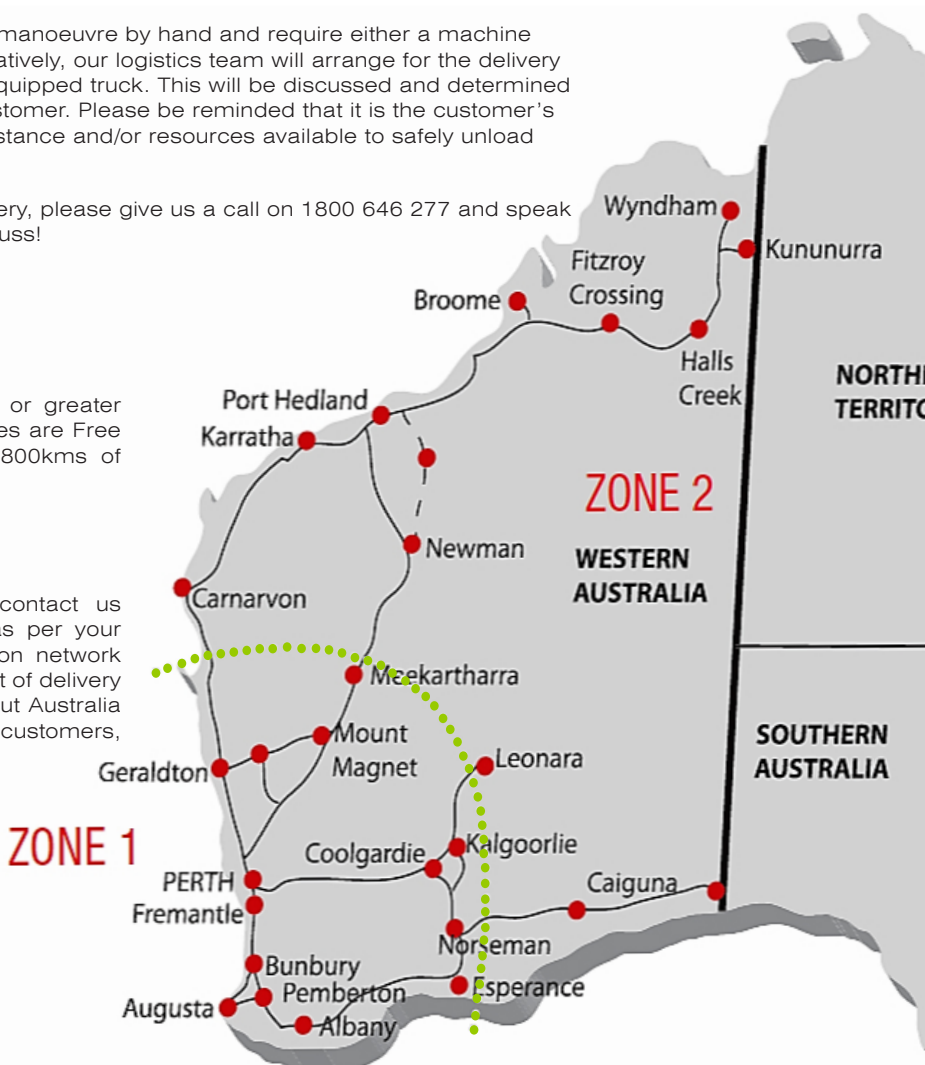 manoeuvre by hand and require either a machine
atively, our logistics team will arrange for the delivery
quipped truck. This will be discussed and determined
stomer. Please be reminded that it is the customer's
stance and/or resources available to safely unload
ery, please give us a call on 1800 646 277 and speak
uss!
or greater
es are Free
800kms of
contact us
as per your
on network
t of delivery
ut Australia
customers,
Wyndham
Kununurra
Fitzroy
Crossing
Broome
Halls
Creek
NORTH
TERRITO
Port Hedland
Karratha
ZONE 2
Newman
WESTERN
AUSTRALIA
Carnarvon
Meekartharra
Mount
Magnet
Leonara
SOUTHERN
AUSTRALIA
Geraldton
ZONE 1
Coolgardie
Kalgoorlie
PERTH
Caiguna
Fremantle
Norseman
Bunbury
Pemberton
Esperance
Augusta
Albany